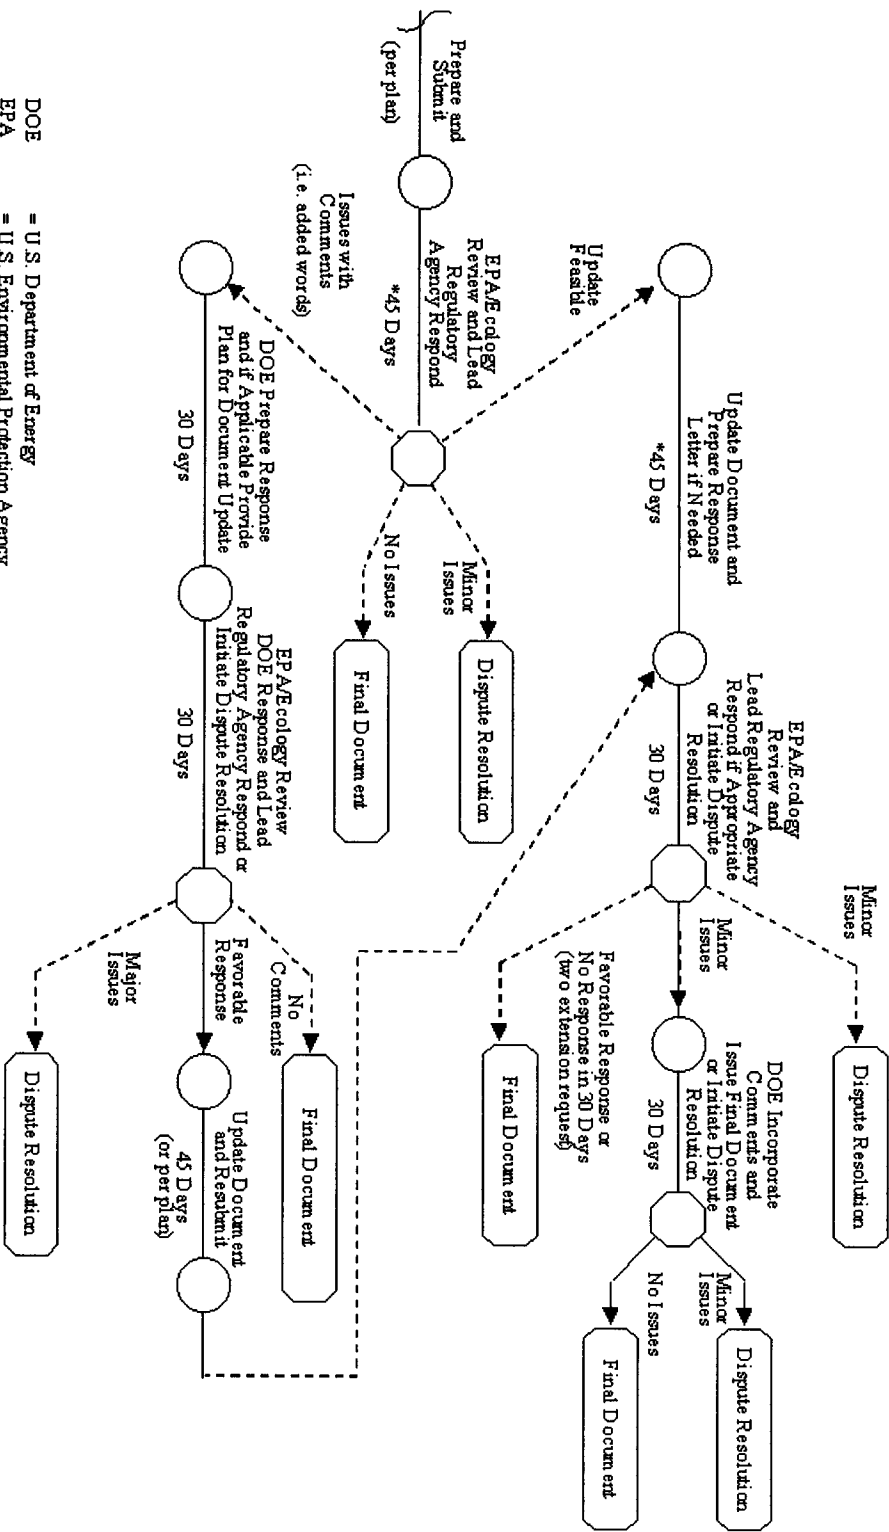 Minor
Issues
Dispute Resolution
Update Document and
Prepare Response
Letter if Needed
*45 Days
EPA/Ecology
Review and
Lead Regulatory Agency
Respond if Appropriate
or Initiate Dispute
Resolution
30 Days
Minor
Issues
DOE Incorporate
Comments and
Issue Final Document
or Initiate Dispute
Resolution
30 Days
Minor
Issues
Dispute Resolution
No Issues
Final Document
Update
Feasible
Favorable Response or
No Response in 30 Days
(two extension request)
Final Document
Prepare and
Submit
(per plan)
EPA/Ecology
Review and Lead
Regulatory
Agency Respond
*45 Days
Minor
Issues
Dispute Resolution
No Issues
Final Document
Issues with
Comments
(i.e. added words)
DOE Prepare Response
and if Applicable Provide
Plan for Document Update
30 Days
EPA/Ecology Review
DOE Response and Lead
Regulatory Agency Respond or
Initiate Dispute Resolution
30 Days
No
Comments
Final Document
Favorable
Response
Update Document
and Resubmit
45 Days
(or per plan)
Major
Issues
Dispute Resolution
DOE = U.S. Department of Energy
EPA = U.S. Environmental Protection Agency